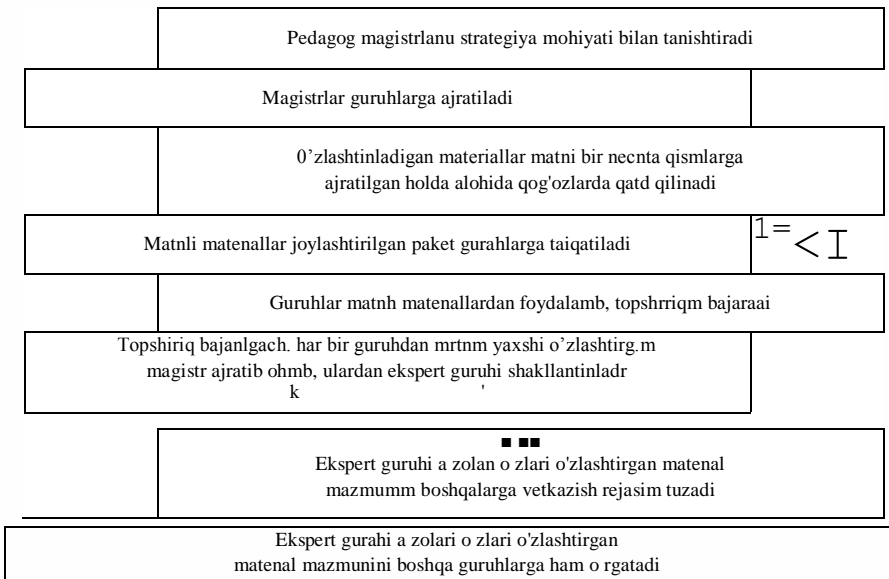 Pedagog magistrlanu strategiya mohiyati bilan tanishtiradi
Magistrlar guruhlarga ajratiladi
0’zlashtinladigan materiallar matni bir necnta qismlarga
ajratilgan holda alohida qog'ozlarda qatd qilinadi
Matnli matenallar joylashtirilgan paket gurahlarga taiqatiladi
1= <I
Guruhlar matnh matenallardan foydalamb, topshrriqm bajaraai
Topshiriq bajanlgach. har bir guruhdan mrtnm yaxshi o’zlashtirg.m
magistr ajratib ohmb, ulardan ekspert guruhi shakllantinladr
k '
■ ■■
Ekspert guruhi a zolan o zlari o'zlashtirgan matenal
mazmumm boshqalarga vetkazish rejasim tuzadi
Ekspert gurahi a zolari o zlari o'zlashtirgan
matenal mazmunini boshqa guruhlarga ham o rgatadi